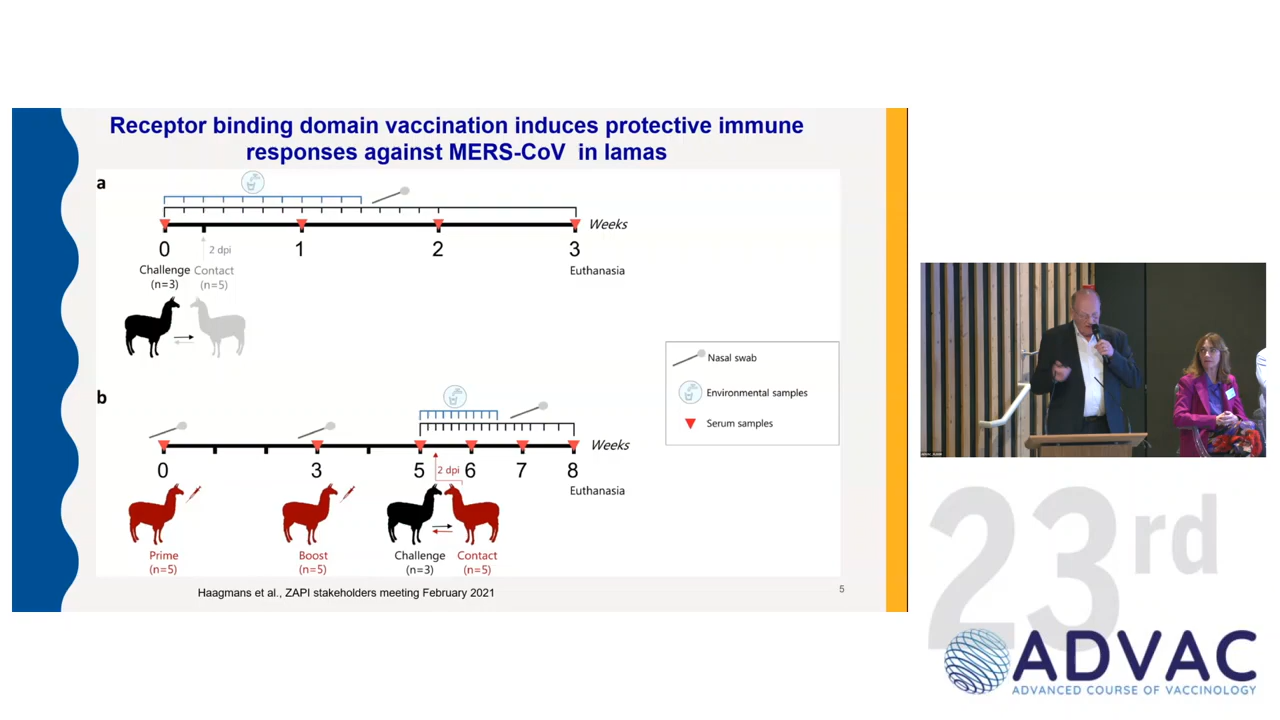 Receptor binding domain vaccination induces protective immune
responses against MERS-CoV in lamas
a
Weeks
0 1 2 3
2 dpi
Euthanasia
Challenge Contact
(n=3) (n=5)
Nasal swab
Environmental samples
Serum samples
b
Weeks
0 3 5 2 dpi 6 7 8
Euthanasia
Prime Boost Challenge Contact
(n=5) (n=5) (n=3) (n=5)
Haagmans et al., ZAPI stakeholders meeting February 2021
5
23rd
ADVAC
ADVANCED COURSE OF VACCINOLOGY